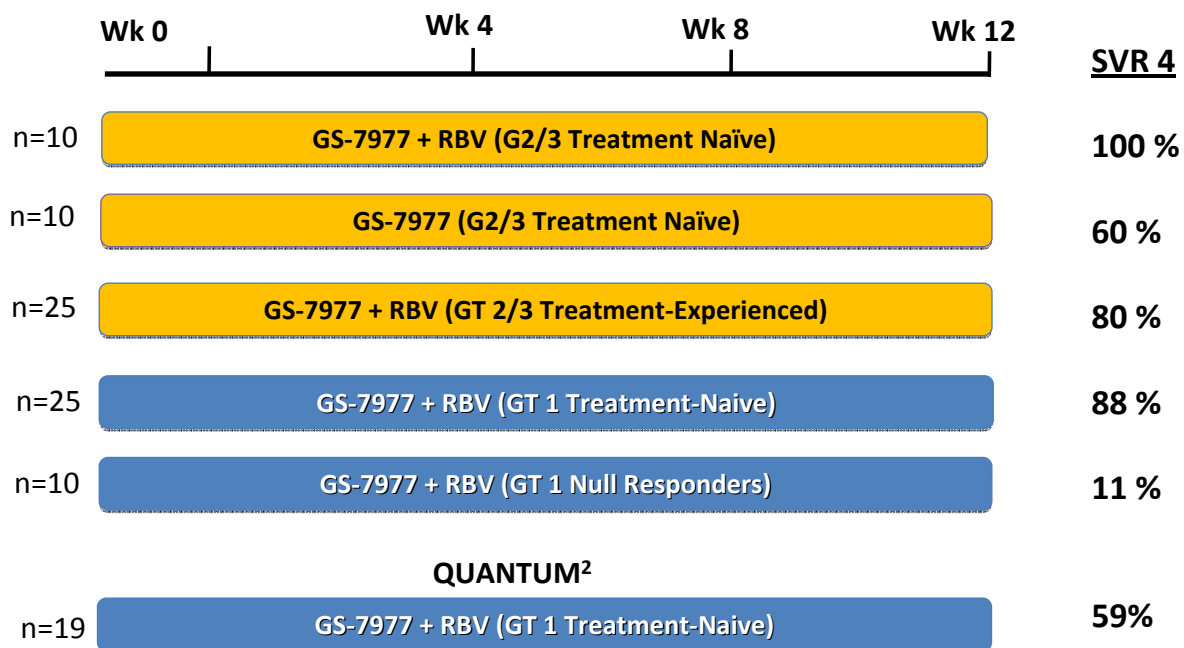 Wk 0 Wk 4 Wk 8 Wk 12
SVR 4
n=10 GS-7977 + RBV (G2/3 Treatment Naïve) 100 %
n=10 GS-7977 (G2/3 Treatment Naïve) 60 %
n=25 GS-7977 + RBV (GT 2/3 Treatment-Experienced) 80 %
n=25 GS-7977 + RBV (GT 1 Treatment-Naive) 88 %
n=10 GS-7977 + RBV (GT 1 Null Responders) 11 %
QUANTUM²
n=19 GS-7977 + RBV (GT 1 Treatment-Naive) 59%